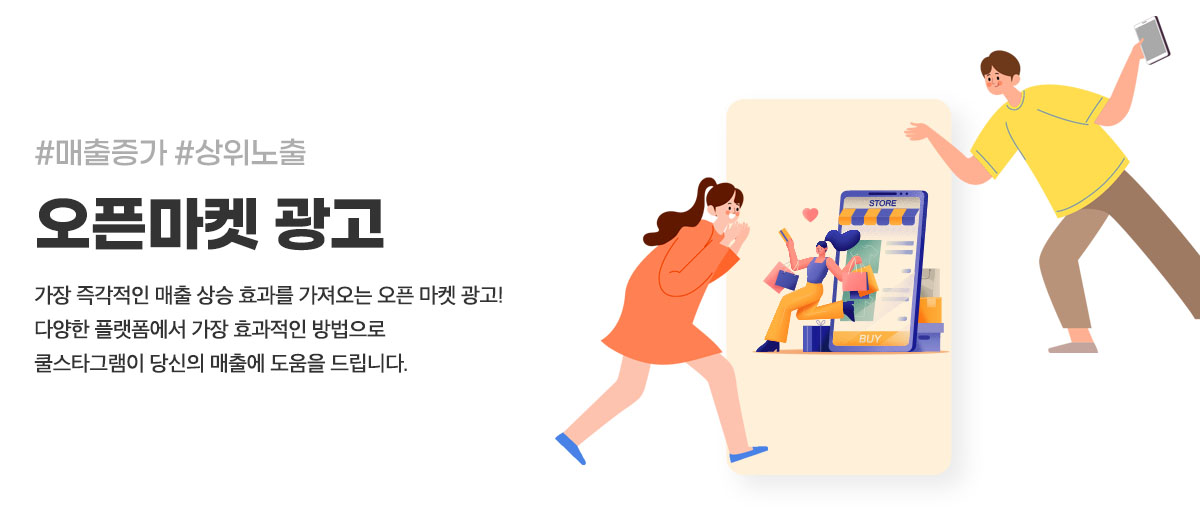 #매출증가 #상위노출
오픈마켓 광고
가장 즉각적인 매출 상승 효과를 가져오는 오픈 마켓 광고!
다양한 플랫폼에서 가장 효과적인 방법으로
쿨스타그램이 당신의 매출에 도움을 드립니다.
STORE
BUY